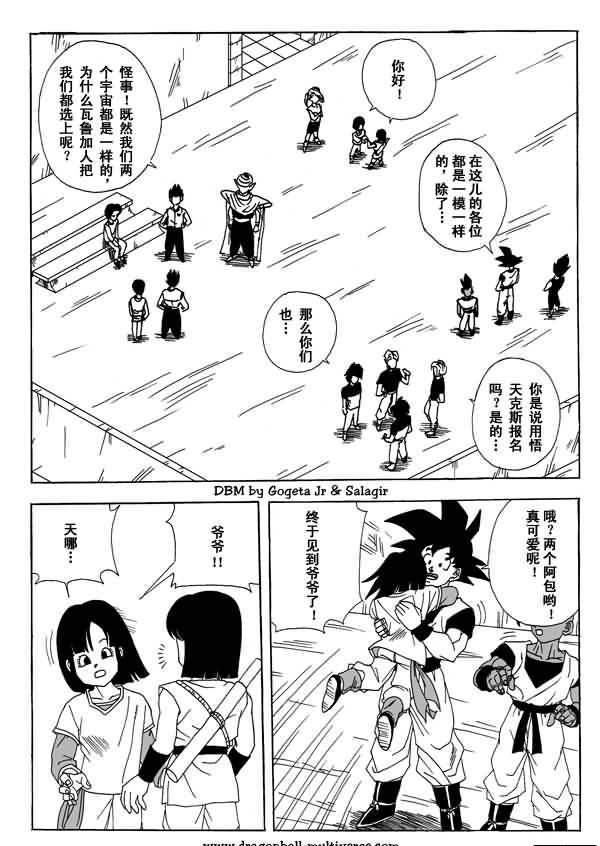 你好！
怪事！既然我们两
个宇宙都是一样的，
为什么瓦鲁加人把
我们都选上呢？
在这儿的各位
都是一模一样
的，除了…
那么你们
也…
你是说用悟
天克斯报名
吗？是的…
DBM by Gogeta Jr & Salagir
爷爷！！
天哪…
哦？两个阿包哟！
真可爱呢！
终于见到爷爷了！
www.dragonball-multiverse.com